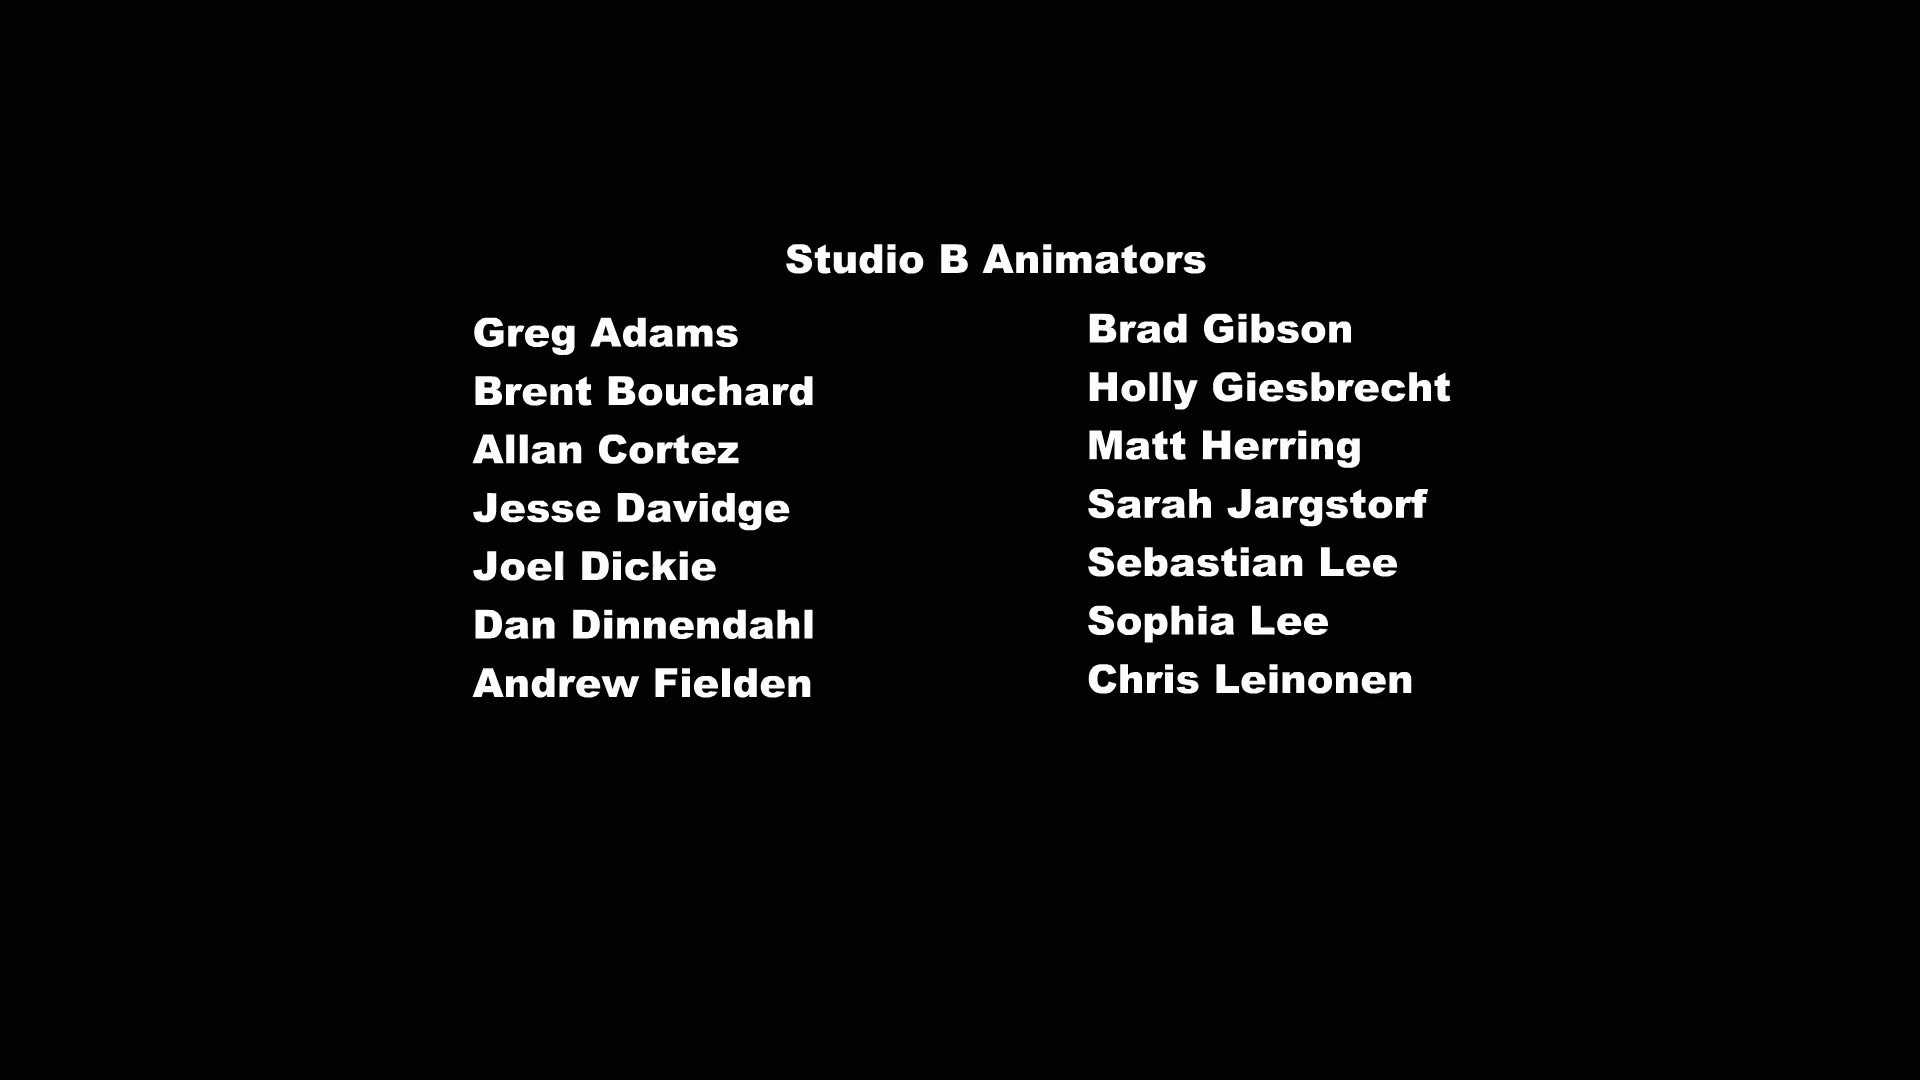 Studio B Animators
Greg Adams
Brent Bouchard
Allan Cortez
Jesse Davidge
Joel Dickie
Dan Dinnendahl
Andrew Fielden
Brad Gibson
Holly Giesbrecht
Matt Herring
Sarah Jargstorf
Sebastian Lee
Sophia Lee
Chris Leinonen